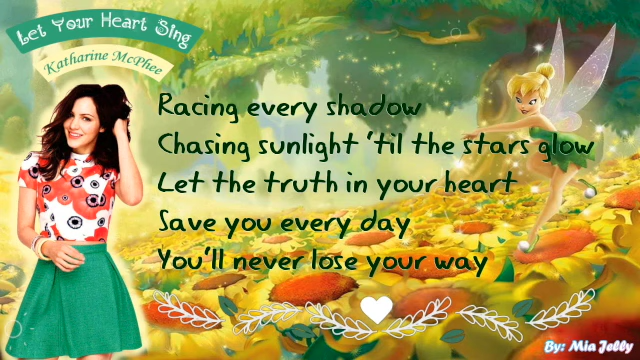 Let Your Heart Sing
Katharine McPhee
Racing every shadow
Chasing sunlight 'til the stars glow
Let the truth in your heart
Save you every day
You'll never lose your way
By: Mia Jelly